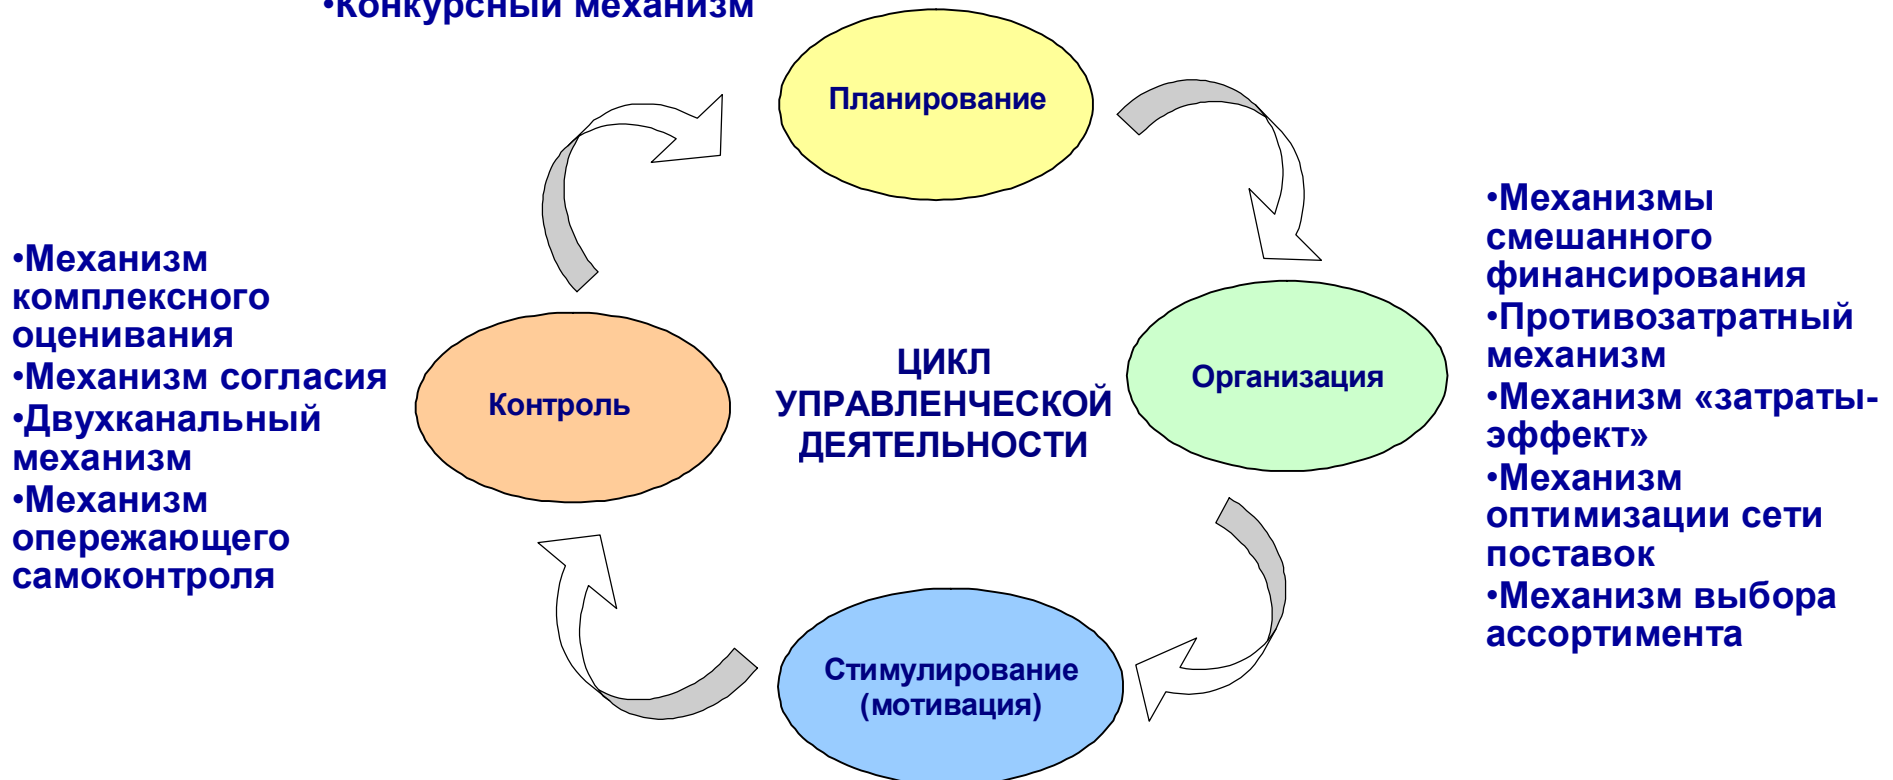 •Конкурсный механизм
Планирование
•Механизмы
смешанного
финансирования
•Противозатратный
механизм
•Механизм «затраты-
эффект»
•Механизм
оптимизации сети
поставок
•Механизм выбора
ассортимента
•Механизм
комплексного
оценивания
•Механизм согласия
•Двухканальный
механизм
•Механизм
опережающего
самоконтроля
Контроль
ЦИКЛ
УПРАВЛЕНЧЕСКОЙ
ДЕЯТЕЛЬНОСТИ
Организация
Стимулирование
(мотивация)